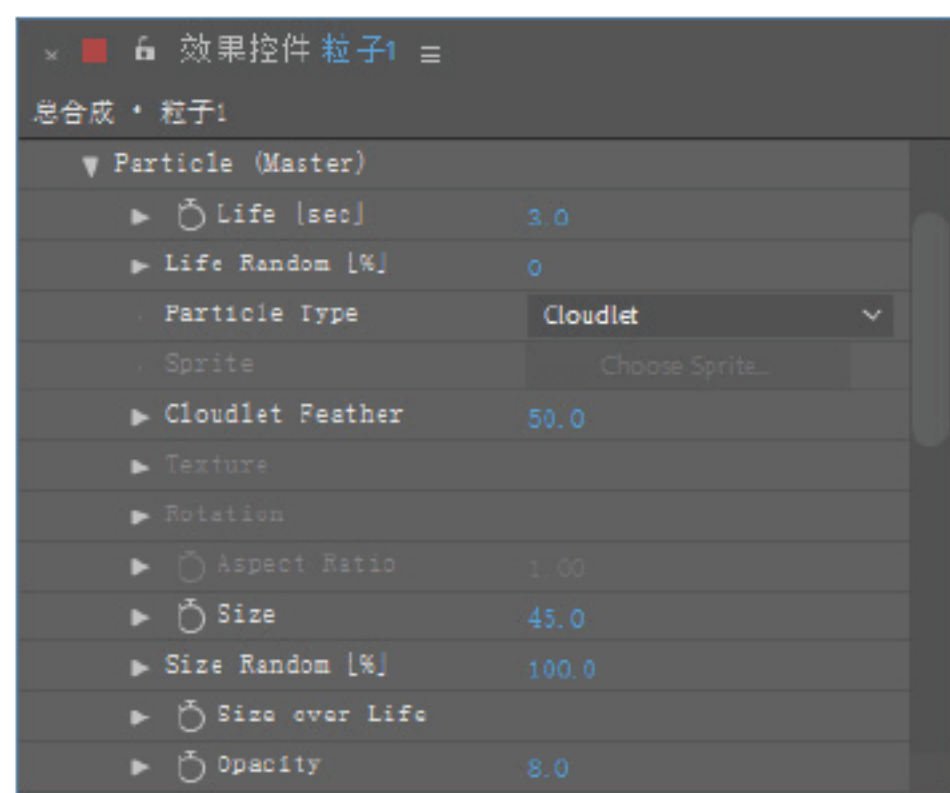 效果控件 粒子1
总合成 • 粒子1
Particle (Master)
Life [sec] 3.0
Life Random [%] 0
Particle Type Cloudlet
Sprite Choose Sprite...
Cloudlet Feather 50.0
Texture
Rotation
Aspect Ratio 1.00
Size 45.0
Size Random [%] 100.0
Size over Life
Opacity 8.0